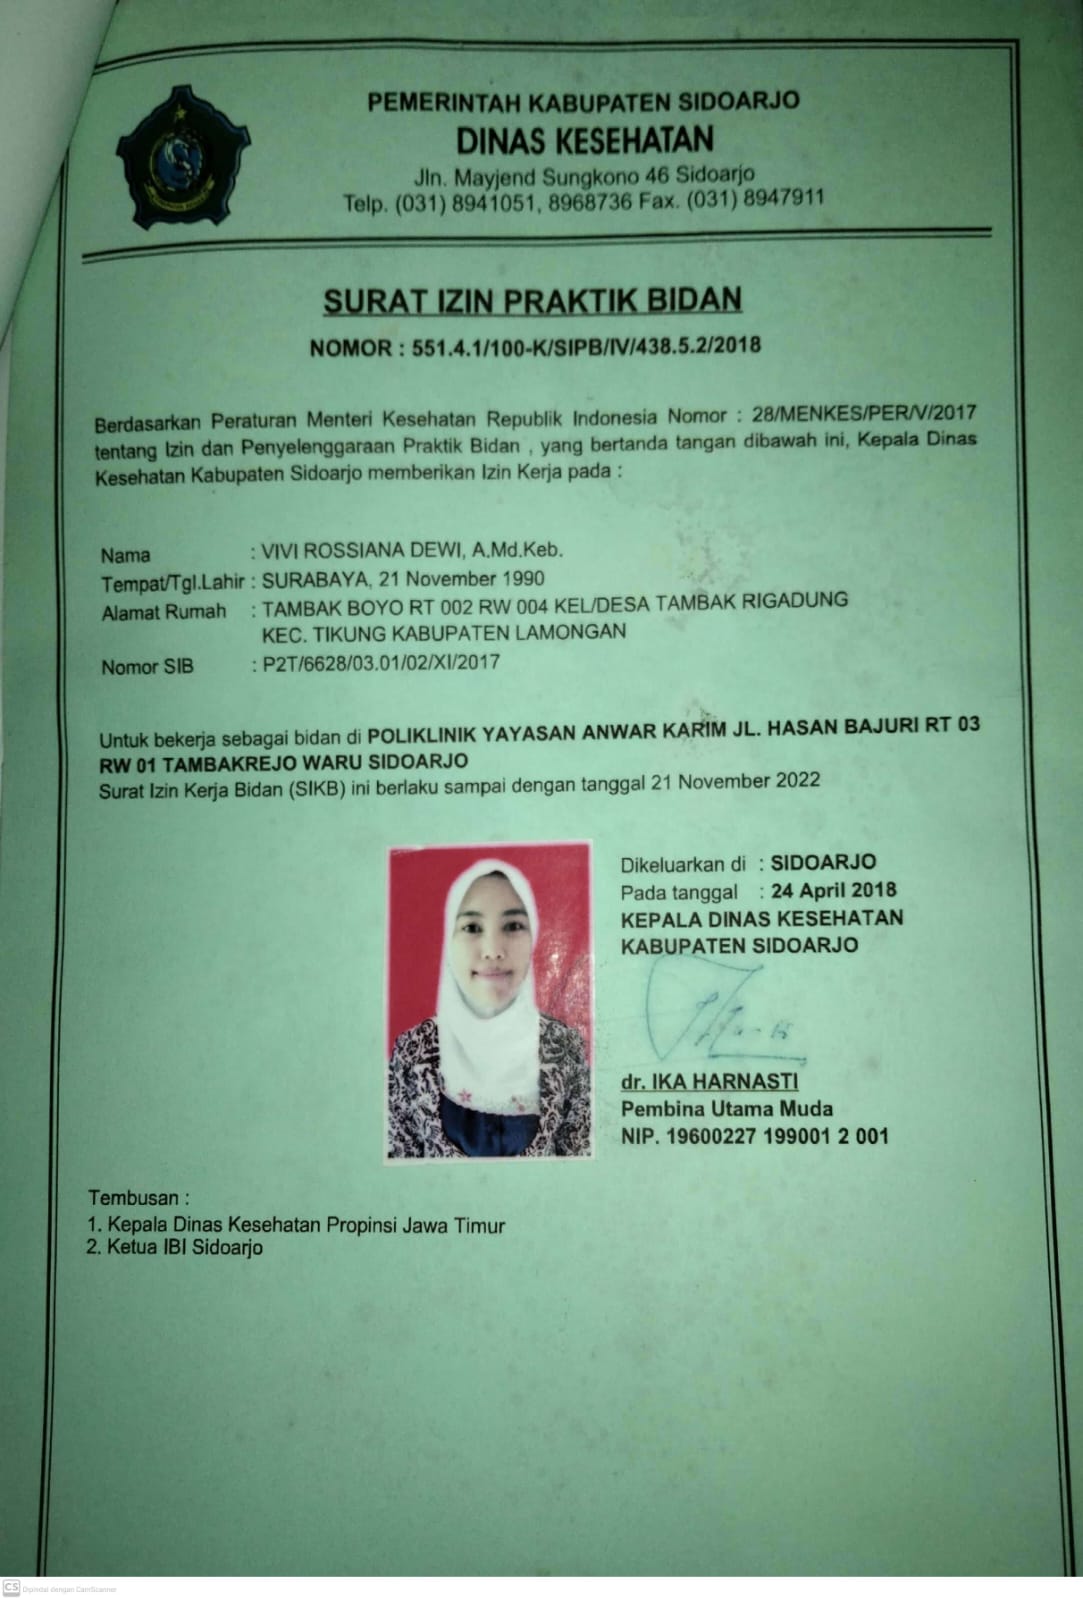 PEMERINTAH KABUPATEN SIDOARJO
DINAS KESEHATAN
Jln. Mayjend Sungkono 46 Sidoarjo
Telp. (031) 8941051, 8968736 Fax. (031) 8947911
SURAT IZIN PRAKTIK BIDAN
NOMOR : 551.4.1/100-K/SIPB/IV/438.5.2/2018
Berdasarkan Peraturan Menteri Kesehatan Republik Indonesia Nomor : 28/MENKES/PER/V/2017
tentang Izin dan Penyelenggaraan Praktik Bidan , yang bertanda tangan dibawah ini, Kepala Dinas
Kesehatan Kabupaten Sidoarjo memberikan Izin Kerja pada :
Nama : VIVI ROSSIANA DEWI, A.Md.Keb.
Tempat/Tgl.Lahir : SURABAYA, 21 November 1990
Alamat Rumah : TAMBAK BOYO RT 002 RW 004 KEL/DESA TAMBAK RIGADUNG
KEC. TIKUNG KABUPATEN LAMONGAN
Nomor SIB : P2T/6628/03.01/02/XI/2017
Untuk bekerja sebagai bidan di POLIKLINIK YAYASAN ANWAR KARIM JL. HASAN BAJURI RT 03
RW 01 TAMBAKREJO WARU SIDOARJO
Surat Izin Kerja Bidan (SIKB) ini berlaku sampai dengan tanggal 21 November 2022
Dikeluarkan di : SIDOARJO
Pada tanggal : 24 April 2018
KEPALA DINAS KESEHATAN
KABUPATEN SIDOARJO
dr. IKA HARNASTI
Pembina Utama Muda
NIP. 19600227 199001 2 001
Tembusan :
1. Kepala Dinas Kesehatan Propinsi Jawa Timur
2. Ketua IBI Sidoarjo
CS Dipindai dengan CamScanner